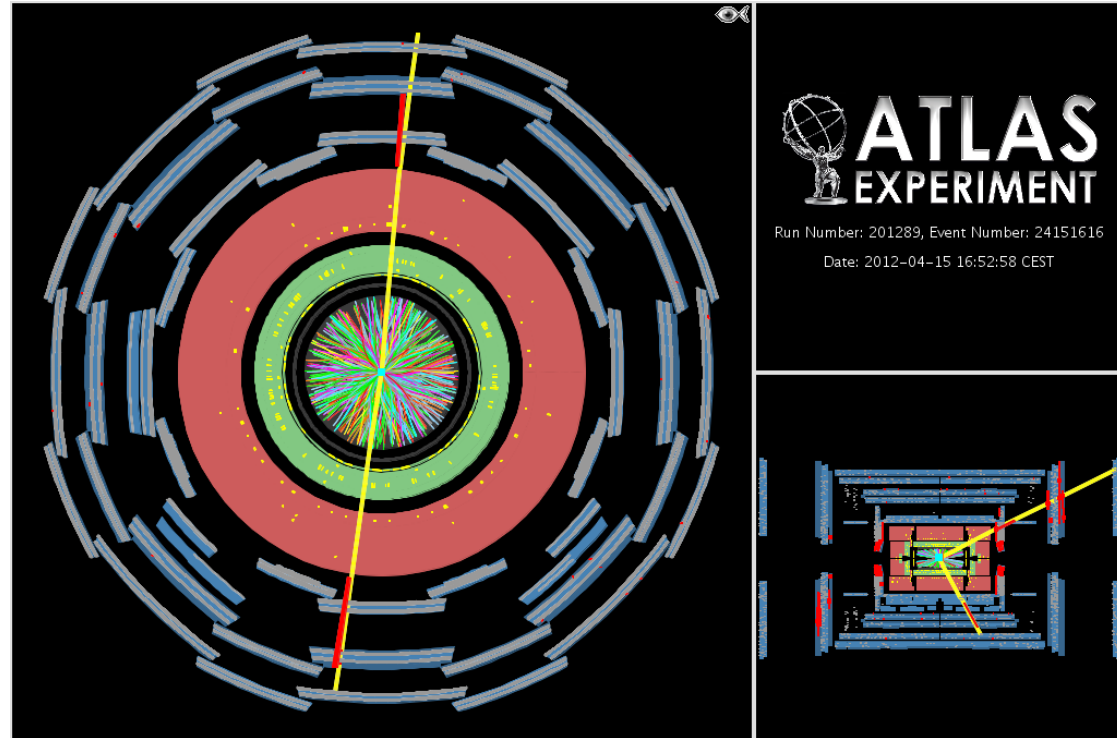 ATLAS
EXPERIMENT
Run Number: 201289, Event Number: 24151616
Date: 2012-04-15 16:52:58 CEST